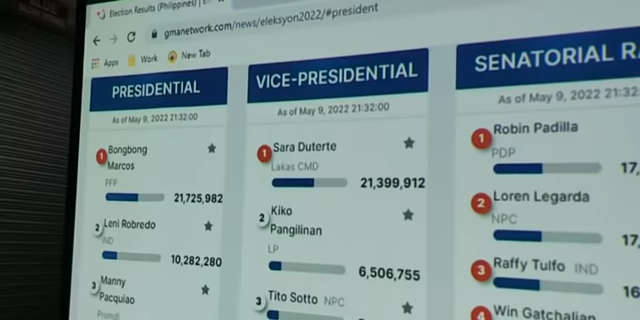 Election Results (Philippines)
gmanetwork.com/news/eleksyon2022/#president
Apps Work New Tab
PRESIDENTIAL
As of May 9, 2022 21:32:00
1 Bongbong
Marcos
PFP
21,725,982
2 Leni Robredo
IND
10,282,280
3 Manny
Pacquiao
Promdi
VICE-PRESIDENTIAL
As of May 9, 2022 21:32:00
1 Sara Duterte
Lakas CMD
21,399,912
2 Kiko
Pangilinan
LP
6,506,755
3 Tito Sotto NPC
SENATORIAL R
As of May 9, 2022 21:32
1 Robin Padilla
PDP
17,
2 Loren Legarda
NPC
17,
3 Raffy Tulfo IND
16
4 Win Gatchalian